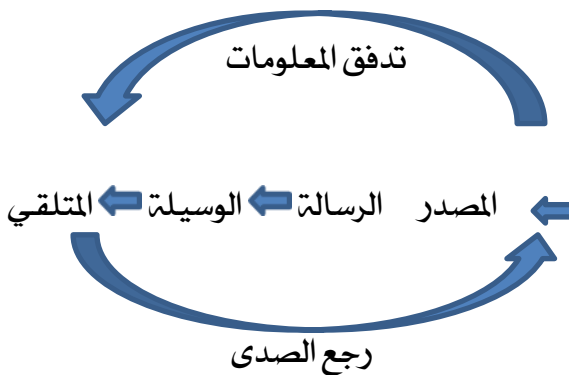 تدفق المعلومات
المصدر الرسالة الوسيلة المتلقي
رجع الصدى